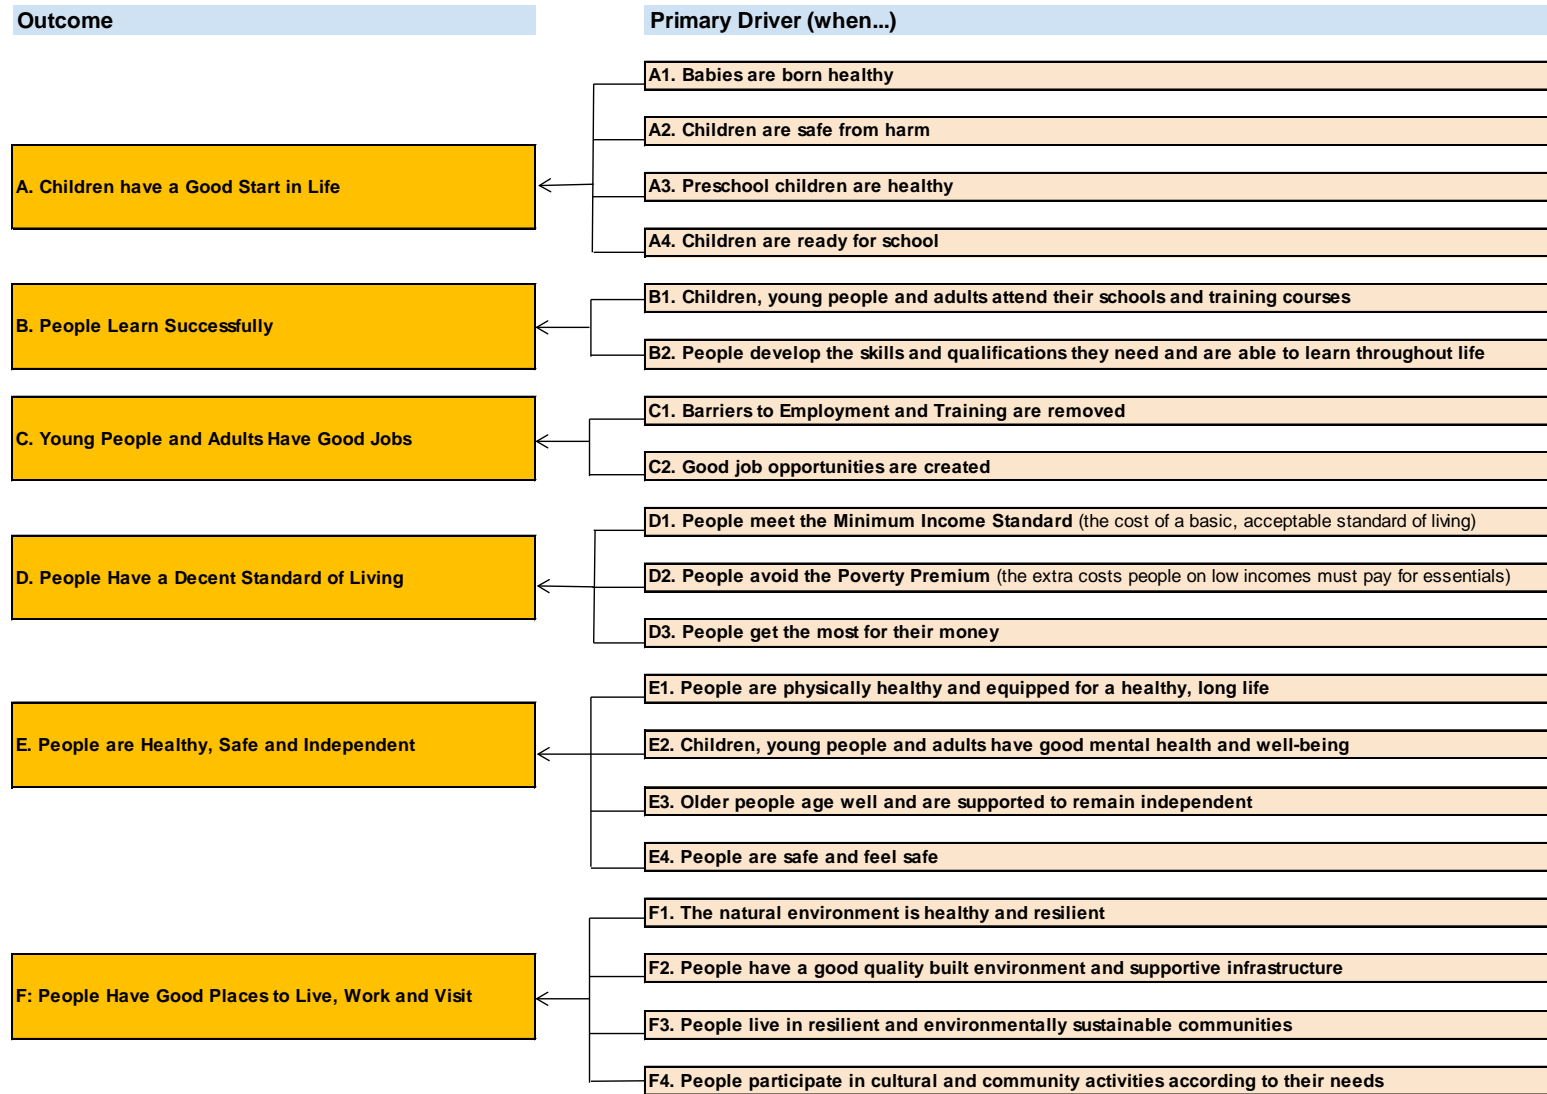 Outcome
Primary Driver (when...)
A. Children have a Good Start in Life
A1. Babies are born healthy
A2. Children are safe from harm
A3. Preschool children are healthy
A4. Children are ready for school
B. People Learn Successfully
B1. Children, young people and adults attend their schools and training courses
B2. People develop the skills and qualifications they need and are able to learn throughout life
C. Young People and Adults Have Good Jobs
C1. Barriers to Employment and Training are removed
C2. Good job opportunities are created
D. People Have a Decent Standard of Living
D1. People meet the Minimum Income Standard (the cost of a basic, acceptable standard of living)
D2. People avoid the Poverty Premium (the extra costs people on low incomes must pay for essentials)
D3. People get the most for their money
E. People are Healthy, Safe and Independent
E1. People are physically healthy and equipped for a healthy, long life
E2. Children, young people and adults have good mental health and well-being
E3. Older people age well and are supported to remain independent
E4. People are safe and feel safe
F: People Have Good Places to Live, Work and Visit
F1. The natural environment is healthy and resilient
F2. People have a good quality built environment and supportive infrastructure
F3. People live in resilient and environmentally sustainable communities
F4. People participate in cultural and community activities according to their needs